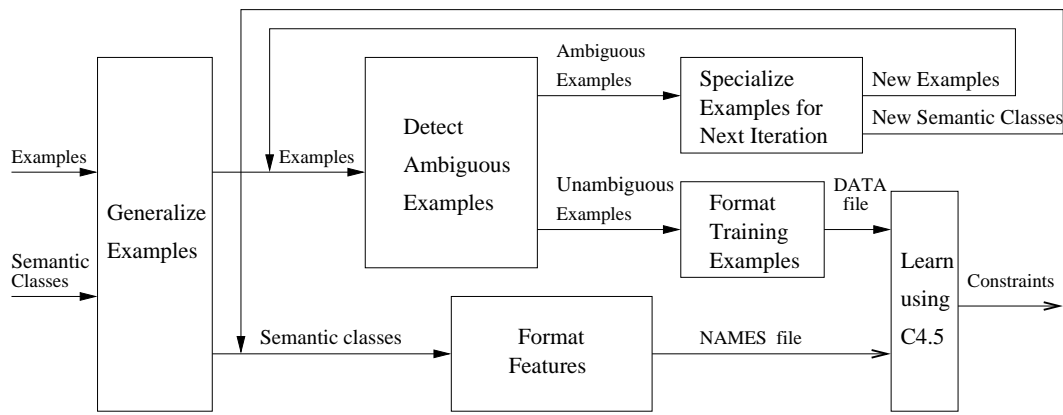 Examples
Semantic
Classes
Generalize
Examples
Examples
Semantic classes
Detect
Ambiguous
Examples
Ambiguous
Examples
Unambiguous
Examples
Specialize
Examples for
Next Iteration
New Examples
New Semantic Classes
Format
Training
Examples
DATA
file
Format
Features
NAMES file
Learn
using
C4.5
Constraints